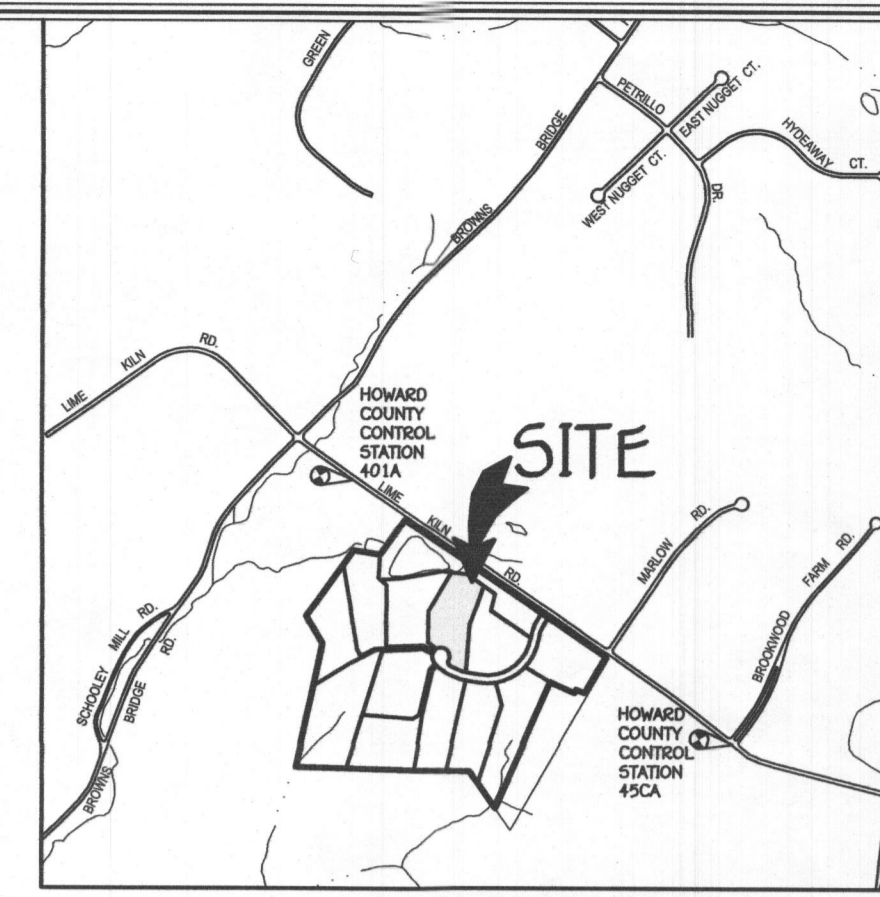 GREEN
PETRILLO
EAST NUGGET CT.
HYDEAWAY CT.
BRIDGE
WEST NUGGET CT.
DR.
BROWNS
LIME KILN RD.
HOWARD
COUNTY
CONTROL
STATION
401A
SITE
LIME KILN RD.
MARLOW RD.
FARM RD.
BROOKWOOD
SCHOOLEY MILL RD.
RD.
BRIDGE
BROWNS
HOWARD
COUNTY
CONTROL
STATION
45CA